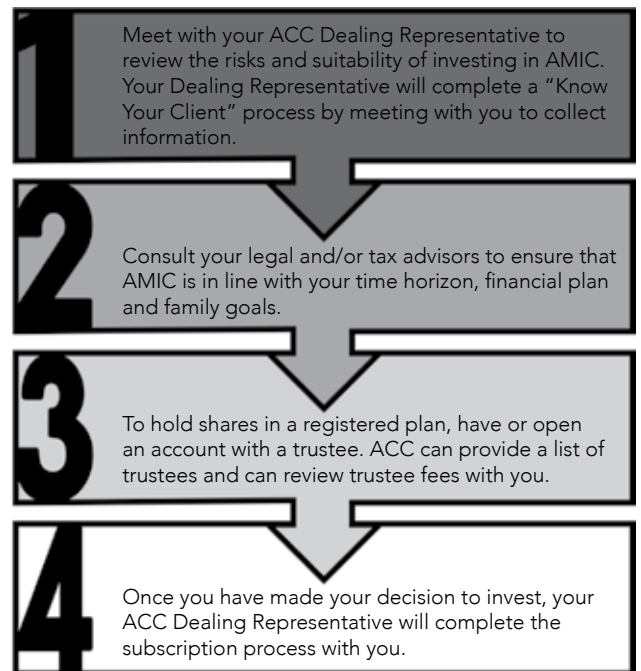 1
Meet with your ACC Dealing Representative to
review the risks and suitability of investing in AMIC.
Your Dealing Representative will complete a “Know
Your Client” process by meeting with you to collect
information.
2
Consult your legal and/or tax advisors to ensure that
AMIC is in line with your time horizon, financial plan
and family goals.
3
To hold shares in a registered plan, have or open
an account with a trustee. ACC can provide a list of
trustees and can review trustee fees with you.
4
Once you have made your decision to invest, your
ACC Dealing Representative will complete the
subscription process with you.